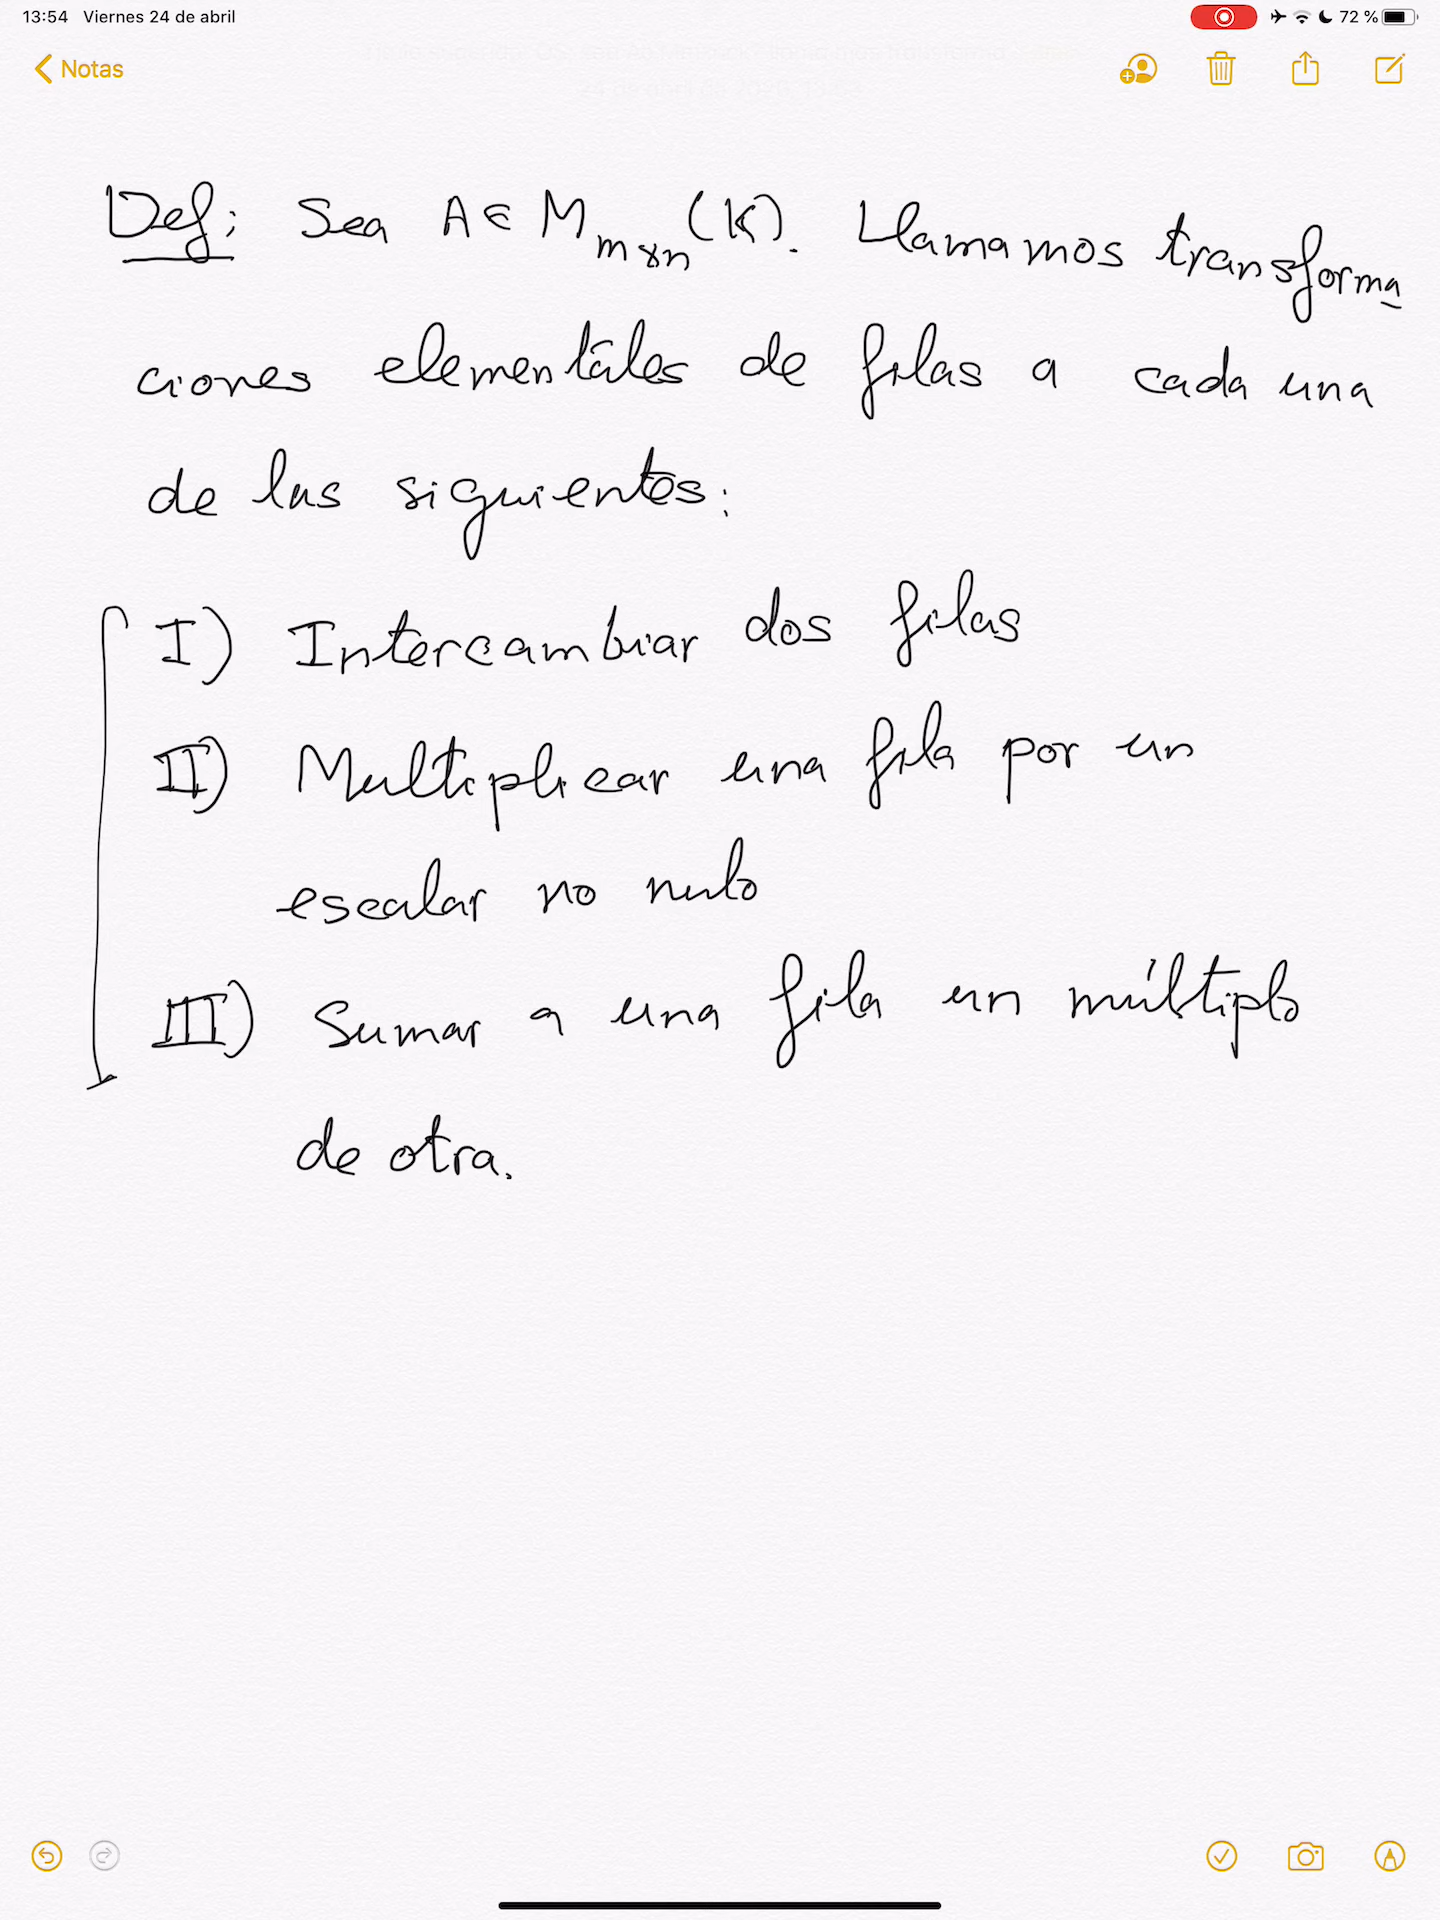 13:54 Viernes 24 de abril
72 %
Notas
Def: Sea A ∈ M_{m×n} (K). Llamamos transforma
ciones elementales de filas a cada una
de las siguientes:
I) Intercambiar dos filas
II) Multiplicar una fila por un
escalar no nulo
III) Sumar a una fila un múltiplo
de otra.